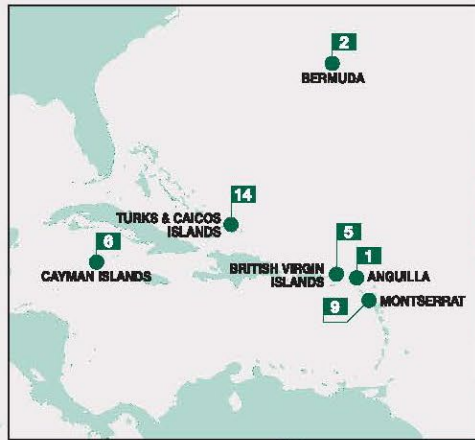 2
BERMUDA
14
TURKS & CAICOS
ISLANDS
6
CAYMAN ISLANDS
5
BRITISH VIRGIN
ISLANDS
1
ANGUILLA
9
MONTSERRAT